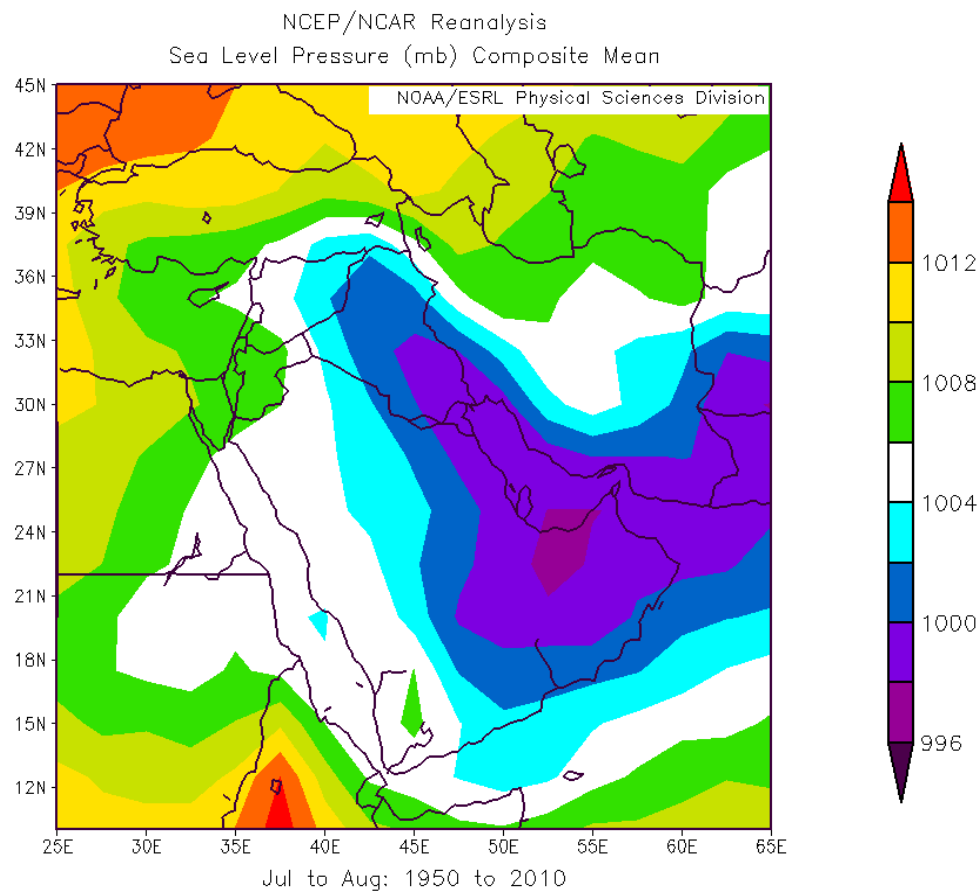 NCEP/NCAR Reanalysis
Sea Level Pressure (mb) Composite Mean
NOAA/ESRL Physical Sciences Division
45N
42N
39N
36N
33N
30N
27N
24N
21N
18N
15N
12N
25E 30E 35E 40E 45E 50E 55E 60E 65E
Jul to Aug: 1950 to 2010
1012
1008
1004
1000
996